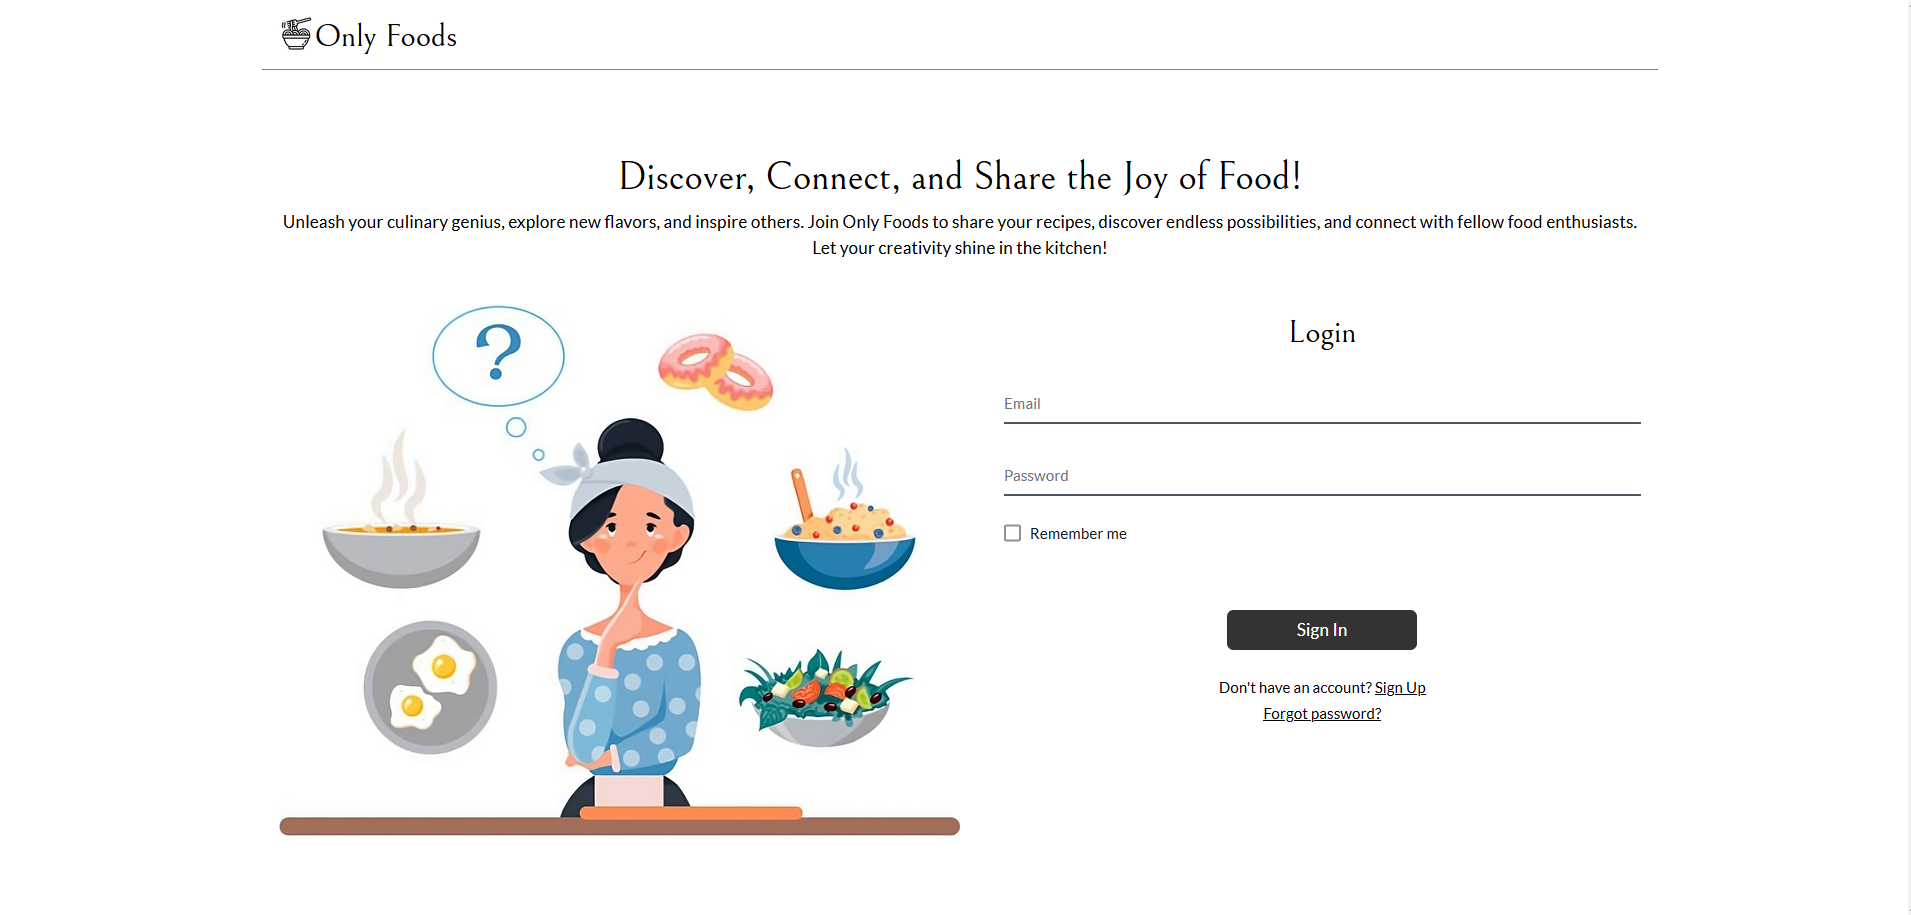 Only Foods
Discover, Connect, and Share the Joy of Food!
Unleash your culinary genius, explore new flavors, and inspire others. Join Only Foods to share your recipes, discover endless possibilities, and connect with fellow food enthusiasts.
Let your creativity shine in the kitchen!
?
Login
Email
Password
Remember me
Sign In
Don't have an account? Sign Up
Forgot password?